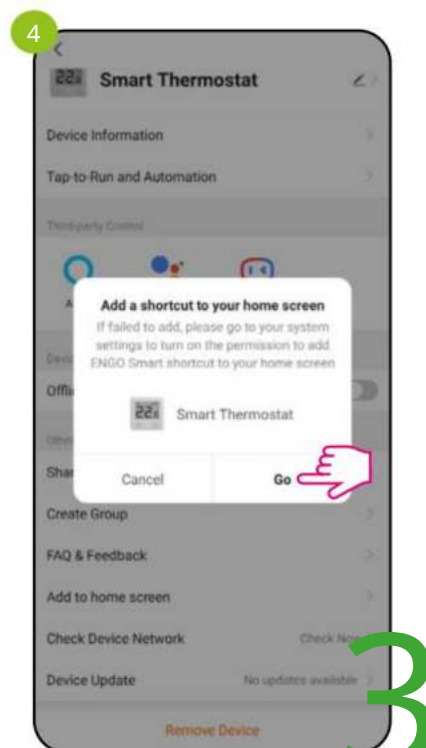 4
22
Smart Thermostat
Device Information
Tap-to-Run and Automation
Third-party Control
Add a shortcut to your home screen
If failed to add, please go to your system
settings to turn on the permission to add
ENGO Smart shortcut to your home screen
22
Smart Thermostat
Cancel
Go
Create Group
FAQ & Feedback
Add to home screen
Check Device Network
Check Now
Device Update
No updates available
Remove Device
3